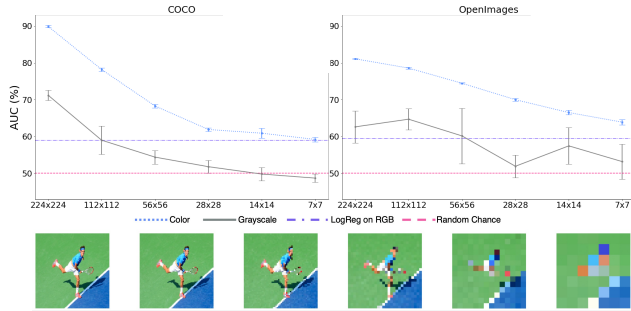 COCO
OpenImages
AUC (%)
90
80
70
60
50
90
80
70
60
50
224x224 112x112 56x56 28x28 14x14 7x7
224x224 112x112 56x56 28x28 14x14 7x7
Color Grayscale LogReg on RGB Random Chance